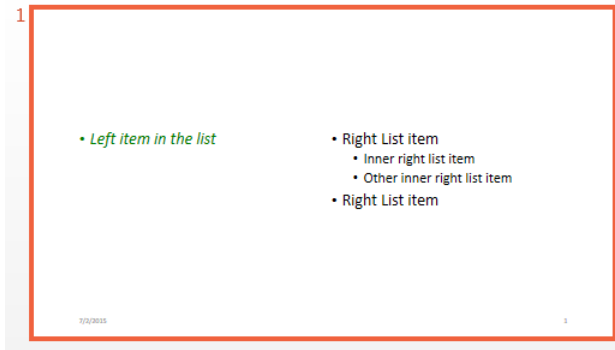 1
• Left item in the list
• Right List item
• Inner right list item
• Other inner right list item
• Right List item
7/2/2015
1